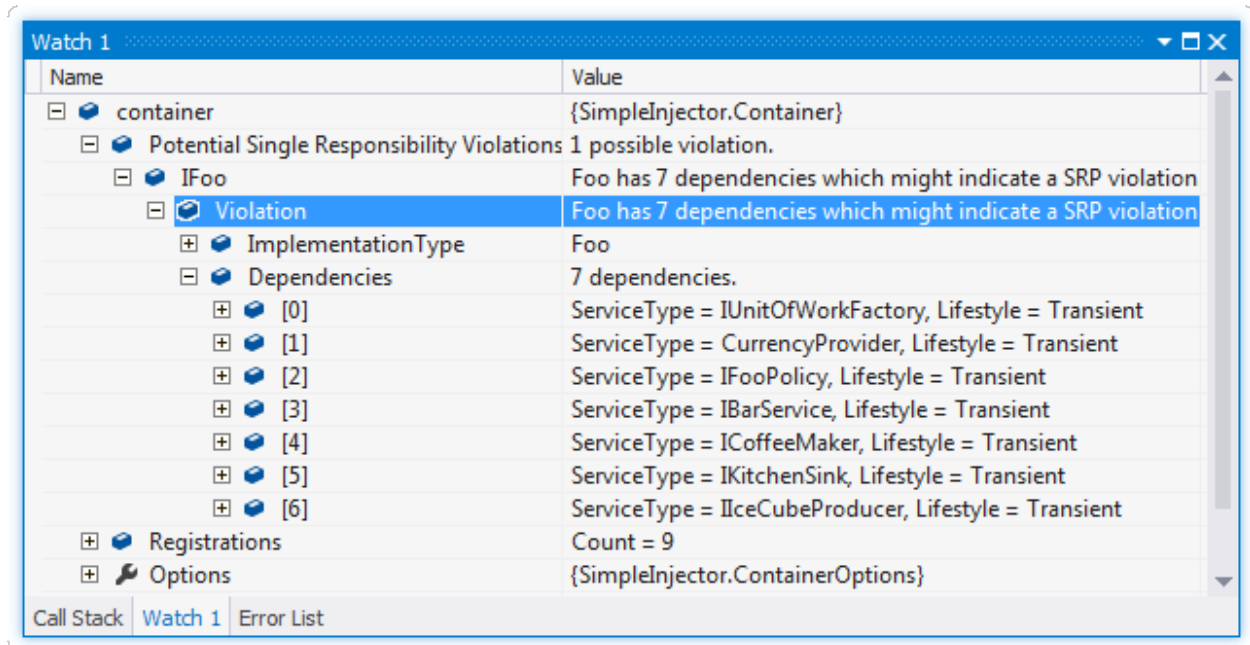 Watch 1
Name Value
container {SimpleInjector.Container}
Potential Single Responsibility Violations 1 possible violation.
IFoo Foo has 7 dependencies which might indicate a SRP violation
Violation Foo has 7 dependencies which might indicate a SRP violation
ImplementationType Foo
Dependencies 7 dependencies.
[0] ServiceType = IUnitOfWorkFactory, Lifestyle = Transient
[1] ServiceType = CurrencyProvider, Lifestyle = Transient
[2] ServiceType = IFooPolicy, Lifestyle = Transient
[3] ServiceType = IBarService, Lifestyle = Transient
[4] ServiceType = ICoffeeMaker, Lifestyle = Transient
[5] ServiceType = IKitchenSink, Lifestyle = Transient
[6] ServiceType = IIceCubeProducer, Lifestyle = Transient
Registrations Count = 9
Options {SimpleInjector.ContainerOptions}
Call Stack Watch 1 Error List